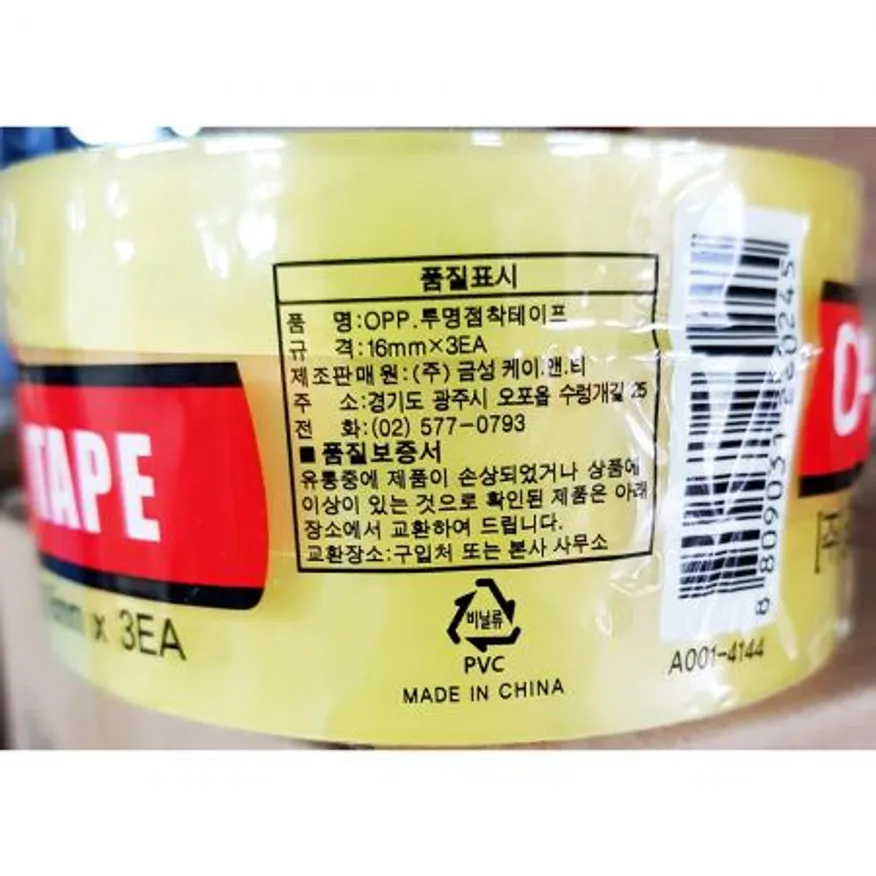 품질표시
품 명:OPP.투명점착테이프
규 격:16mm×3EA
제조판매원:(주)금성 케이.앤.티
주 소:경기도 광주시 오포읍 수렁개길 25
전 화:(02) 577-0793
■ 품질보증서
유통중에 제품이 손상되었거나 상품에
이상이 있는 것으로 확인된 제품은 아래
장소에서 교환하여 드립니다.
교환장소:구입처 또는 본사 사무소
TAPE
x 3EA
비닐류
PVC
MADE IN CHINA
A001-4144